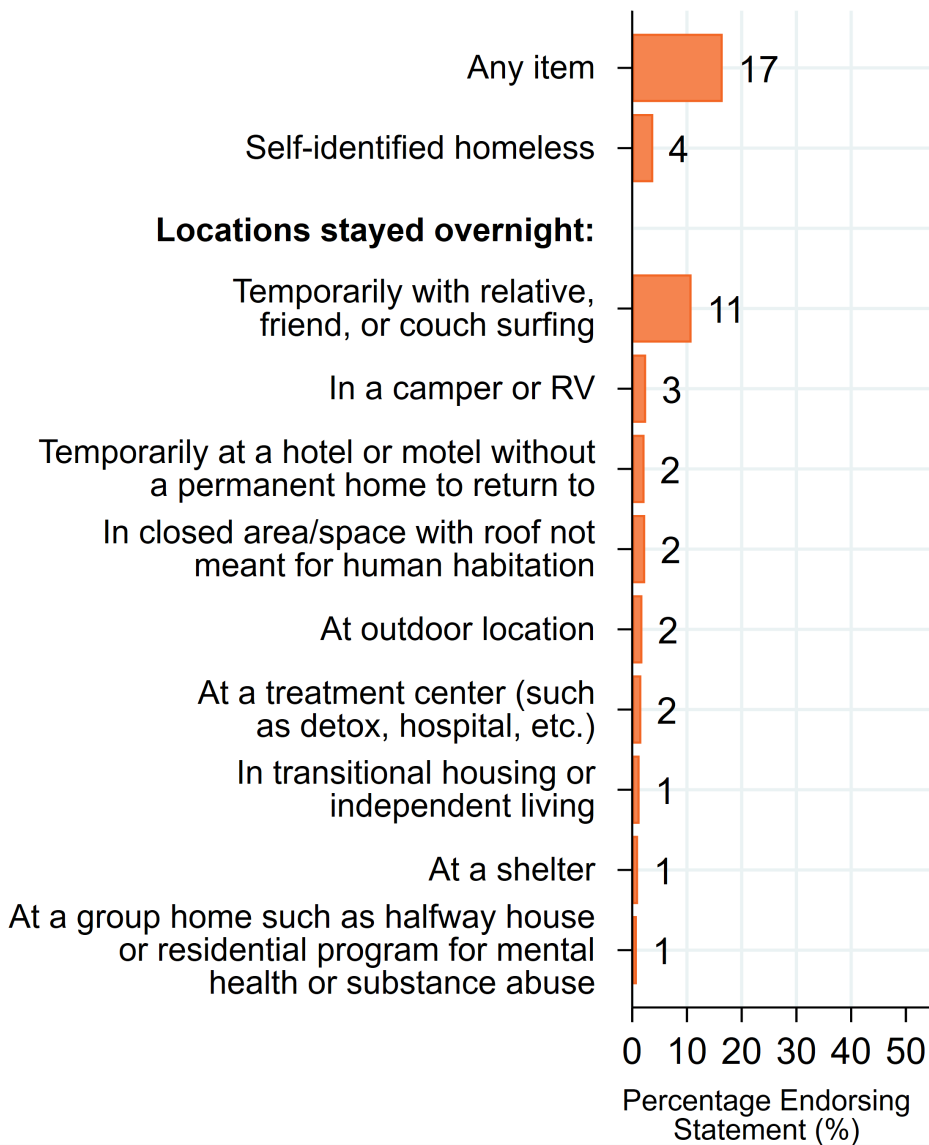 Any item
17
Self-identified homeless
4
Locations stayed overnight:
Temporarily with relative,
friend, or couch surfing
11
In a camper or RV
3
Temporarily at a hotel or motel without
a permanent home to return to
2
In closed area/space with roof not
meant for human habitation
2
At outdoor location
2
At a treatment center (such
as detox, hospital, etc.)
2
In transitional housing or
independent living
1
At a shelter
1
At a group home such as halfway house
or residential program for mental
health or substance abuse
1
0 10 20 30 40 50
Percentage Endorsing
Statement (%)